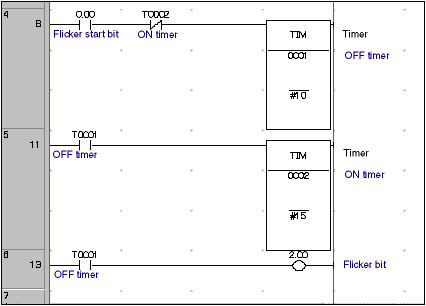 4
0.00 T0002
8 TIM Timer
Flicker start bit ON timer
0001 OFF timer
#10
5
T0001
11 TIM Timer
OFF timer
0002 ON timer
#15
6
T0001 2.00
13 Flicker bit
OFF timer
7